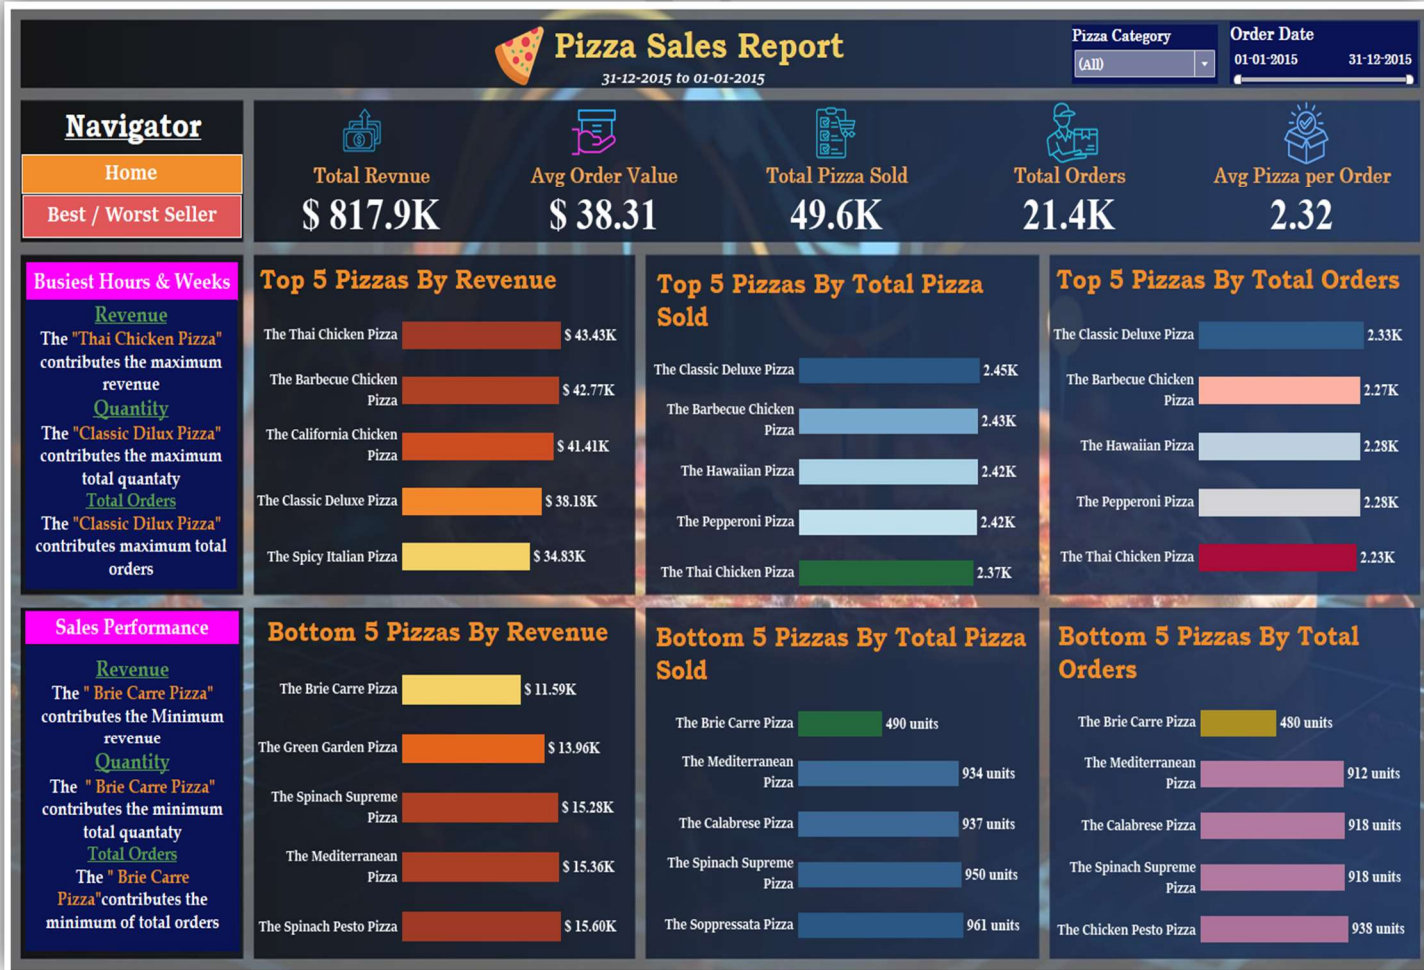 Pizza Sales Report
31-12-2015 to 01-01-2015
Pizza Category
(All)
Order Date
01-01-2015 31-12-2015
Navigator
Home
Best / Worst Seller
Total Revnue
$ 817.9K
Avg Order Value
$ 38.31
Total Pizza Sold
49.6K
Total Orders
21.4K
Avg Pizza per Order
2.32
Busiest Hours & Weeks
Revenue
The "Thai Chicken Pizza"
contributes the maximum
revenue
Quantity
The "Classic Dilux Pizza"
contributes the maximum
total quantaty
Total Orders
The "Classic Dilux Pizza"
contributes maximum total
orders
Top 5 Pizzas By Revenue
The Thai Chicken Pizza $ 43.43K
The Barbecue Chicken
Pizza $ 42.77K
The California Chicken
Pizza $ 41.41K
The Classic Deluxe Pizza $ 38.18K
The Spicy Italian Pizza $ 34.83K
Top 5 Pizzas By Total Pizza
Sold
The Classic Deluxe Pizza 2.45K
The Barbecue Chicken
Pizza 2.43K
The Hawaiian Pizza 2.42K
The Pepperoni Pizza 2.42K
The Thai Chicken Pizza 2.37K
Top 5 Pizzas By Total Orders
The Classic Deluxe Pizza 2.33K
The Barbecue Chicken
Pizza 2.27K
The Hawaiian Pizza 2.28K
The Pepperoni Pizza 2.28K
The Thai Chicken Pizza 2.23K
Sales Performance
Revenue
The " Brie Carre Pizza"
contributes the Minimum
revenue
Quantity
The " Brie Carre Pizza"
contributes the minimum
total quantaty
Total Orders
The " Brie Carre
Pizza"contributes the
minimum of total orders
Bottom 5 Pizzas By Revenue
The Brie Carre Pizza $ 11.59K
The Green Garden Pizza $ 13.96K
The Spinach Supreme
Pizza $ 15.28K
The Mediterranean
Pizza $ 15.36K
The Spinach Pesto Pizza $ 15.60K
Bottom 5 Pizzas By Total Pizza
Sold
The Brie Carre Pizza 490 units
The Mediterranean
Pizza 934 units
The Calabrese Pizza 937 units
The Spinach Supreme
Pizza 950 units
The Soppressata Pizza 961 units
Bottom 5 Pizzas By Total
Orders
The Brie Carre Pizza 480 units
The Mediterranean
Pizza 912 units
The Calabrese Pizza 918 units
The Spinach Supreme
Pizza 918 units
The Chicken Pesto Pizza 938 units